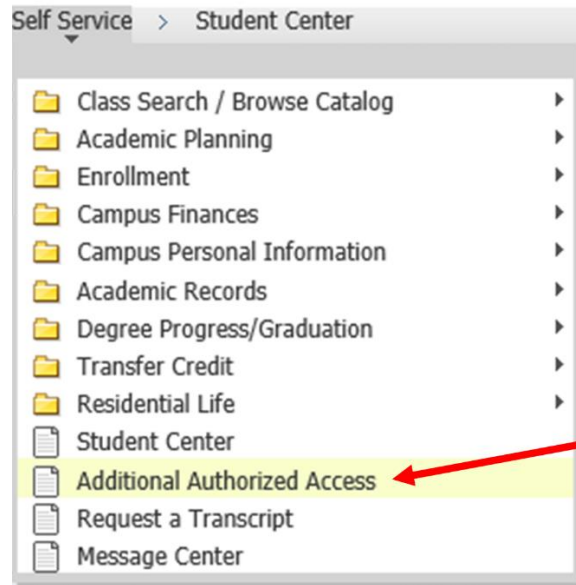 Self Service > Student Center
Class Search / Browse Catalog
Academic Planning
Enrollment
Campus Finances
Campus Personal Information
Academic Records
Degree Progress/Graduation
Transfer Credit
Residential Life
Student Center
Additional Authorized Access
Request a Transcript
Message Center